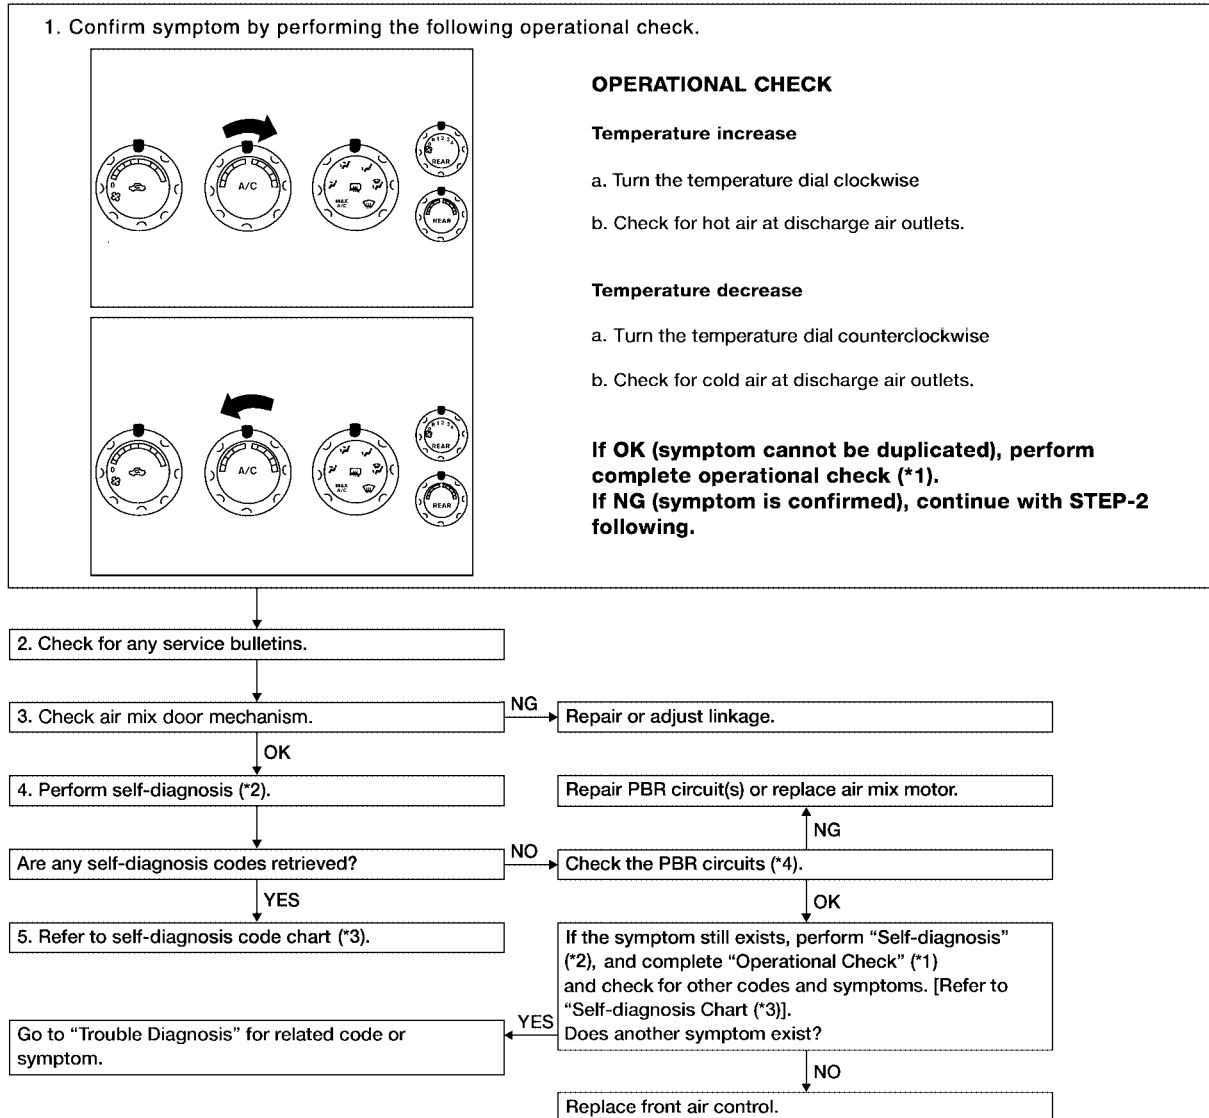 1. Confirm symptom by performing the following operational check.
A/C
MAX
A/C
REAR
REAR
A/C
MAX
A/C
REAR
REAR
OPERATIONAL CHECK
Temperature increase
a. Turn the temperature dial clockwise
b. Check for hot air at discharge air outlets.
Temperature decrease
a. Turn the temperature dial counterclockwise
b. Check for cold air at discharge air outlets.
If OK (symptom cannot be duplicated), perform
complete operational check (*1).
If NG (symptom is confirmed), continue with STEP-2
following.
2. Check for any service bulletins.
3. Check air mix door mechanism.
NG
Repair or adjust linkage.
OK
4. Perform self-diagnosis (*2).
Repair PBR circuit(s) or replace air mix motor.
NG
Are any self-diagnosis codes retrieved?
NO
Check the PBR circuits (*4).
YES
OK
5. Refer to self-diagnosis code chart (*3).
If the symptom still exists, perform “Self-diagnosis”
(*2), and complete “Operational Check” (*1)
and check for other codes and symptoms. [Refer to
“Self-diagnosis Chart (*3)].
Does another symptom exist?
YES
Go to “Trouble Diagnosis” for related code or
symptom.
NO
Replace front air control.